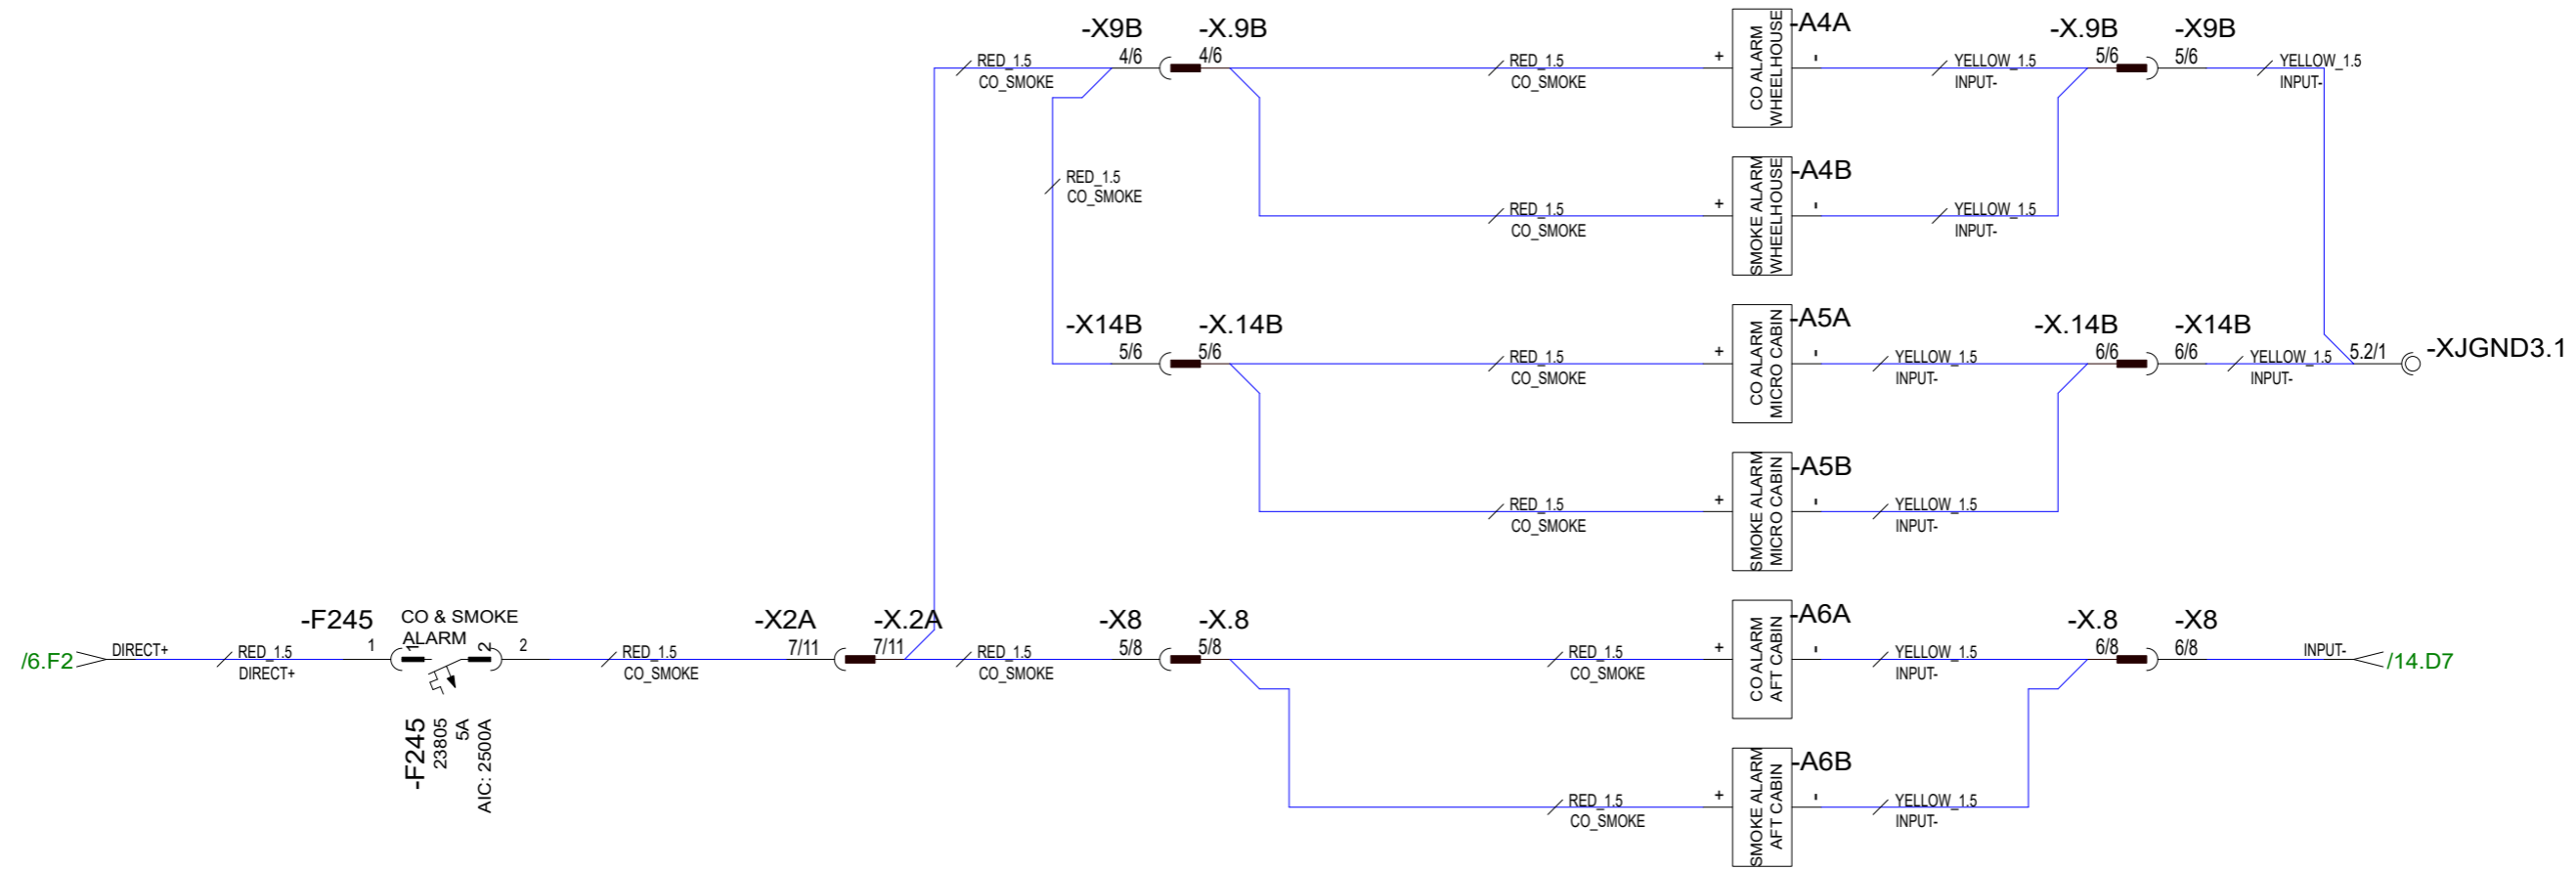 -X9B
-X.9B
-A4A
-X.9B
-X9B
RED_1.5
CO_SMOKE
4/6
4/6
RED_1.5
CO_SMOKE
+
CO ALARM
WHEELHOUSE
-
YELLOW_1.5
INPUT-
5/6
5/6
YELLOW_1.5
INPUT-
RED_1.5
CO_SMOKE
RED_1.5
CO_SMOKE
+
SMOKE ALARM
WHEELHOUSE
-
-A4B
YELLOW_1.5
INPUT-
-X14B
-X.14B
-A5A
-X.14B
-X14B
5/6
5/6
RED_1.5
CO_SMOKE
+
CO ALARM
MICRO CABIN
-
YELLOW_1.5
INPUT-
6/6
6/6
YELLOW_1.5
INPUT-
5.2/1
-XJGND3.1
RED_1.5
CO_SMOKE
+
SMOKE ALARM
MICRO CABIN
-
-A5B
YELLOW_1.5
INPUT-
/6.F2
DIRECT+
RED_1.5
DIRECT+
-F245
CO & SMOKE
ALARM
1
1
2
2
-F245
23805
5A
AIC: 2500A
RED_1.5
CO_SMOKE
-X2A
-X.2A
7/11
7/11
RED_1.5
CO_SMOKE
-X8
-X.8
5/8
5/8
RED_1.5
CO_SMOKE
+
CO ALARM
AFT CABIN
-
-A6A
YELLOW_1.5
INPUT-
-X.8
-X8
6/8
6/8
INPUT-
/14.D7
RED_1.5
CO_SMOKE
+
SMOKE ALARM
AFT CABIN
-
-A6B
YELLOW_1.5
INPUT-